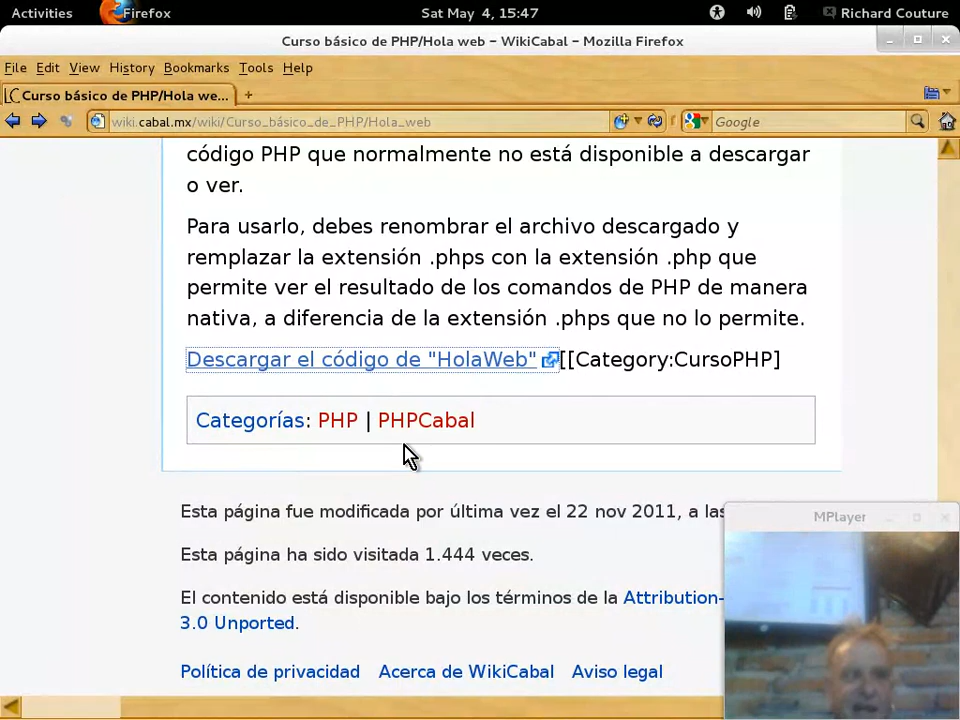 Activities Firefox Sat May 4, 15:47 Richard Couture
Curso básico de PHP/Hola web – WikiCabal – Mozilla Firefox
File Edit View History Bookmarks Tools Help
Curso básico de PHP/Hola we... +
wiki.cabal.mx/wiki/Curso_básico_de_PHP/Hola_web Google
código PHP que normalmente no está disponible a descargar
o ver.
Para usarlo, debes renombrar el archivo descargado y
remplazar la extensión .phps con la extensión .php que
permite ver el resultado de los comandos de PHP de manera
nativa, a diferencia de la extensión .phps que no lo permite.
Descargar el código de "HolaWeb" [[Category:CursoPHP]
Categorías: PHP | PHPCabal
Esta página fue modificada por última vez el 22 nov 2011, a las
MPlayer
Esta página ha sido visitada 1.444 veces.
El contenido está disponible bajo los términos de la Attribution-
3.0 Unported.
Política de privacidad Acerca de WikiCabal Aviso legal